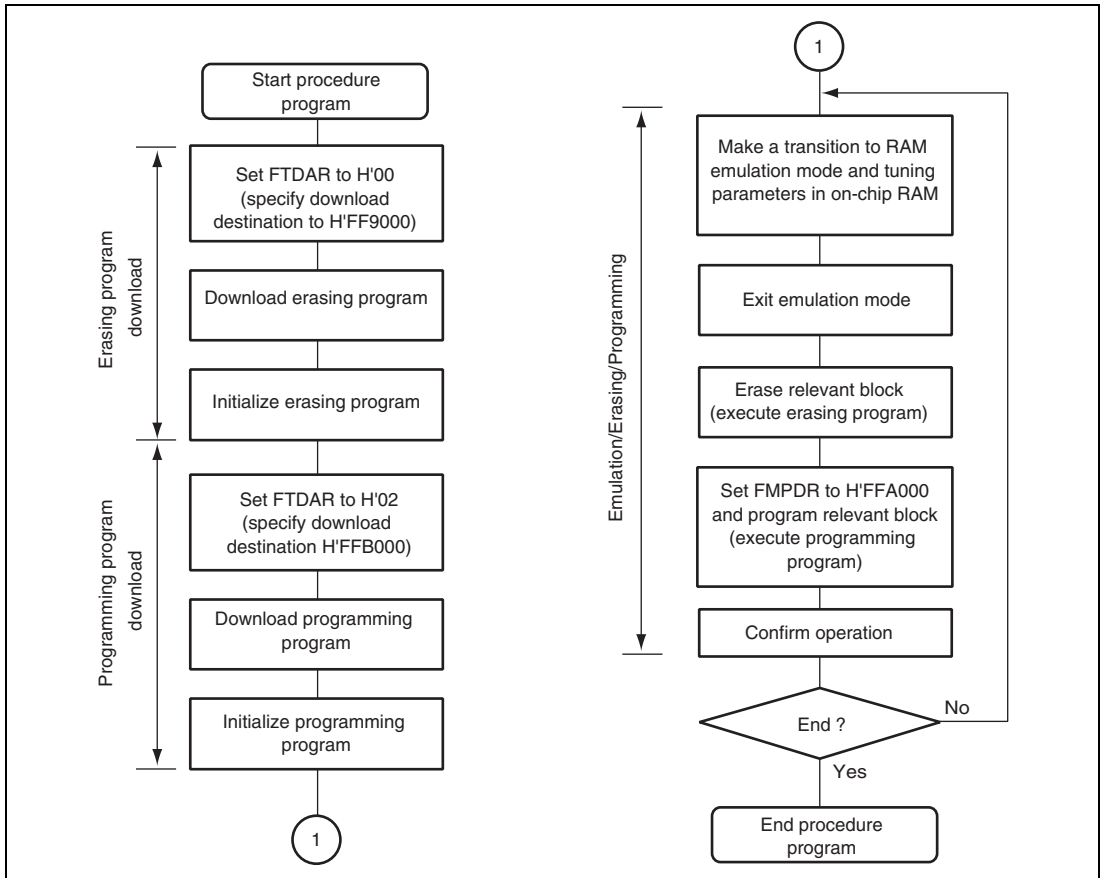 Start procedure
program
Erasing program
download
Set FTDAR to H'00
(specify download
destination to H'FF9000)
Download erasing program
Initialize erasing program
Programming program
download
Set FTDAR to H'02
(specify download
destination H'FFB000)
Download programming
program
Initialize programming
program
1
1
Emulation/Erasing/Programming
Make a transition to RAM
emulation mode and tuning
parameters in on-chip RAM
Exit emulation mode
Erase relevant block
(execute erasing program)
Set FMPDR to H'FFA000
and program relevant block
(execute programming
program)
Confirm operation
End ?
No
Yes
End procedure
program